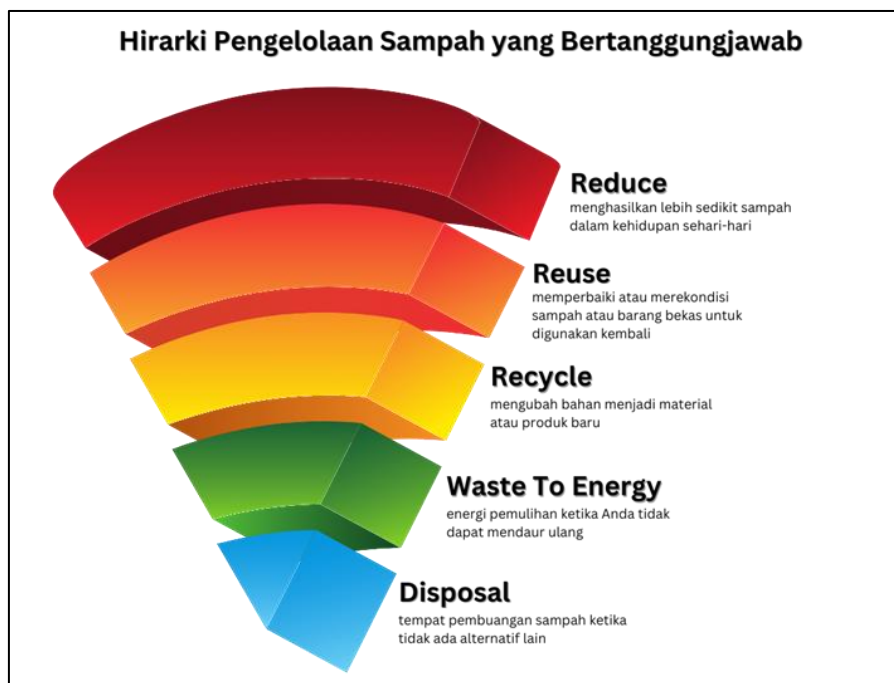 Hirarki Pengelolaan Sampah yang Bertanggungjawab
Reduce
menghasilkan lebih sedikit sampah
dalam kehidupan sehari-hari
Reuse
memperbaiki atau merekondisi
sampah atau barang bekas untuk
digunakan kembali
Recycle
mengubah bahan menjadi material
atau produk baru
Waste To Energy
energi pemulihan ketika Anda tidak
dapat mendaur ulang
Disposal
tempat pembuangan sampah ketika
tidak ada alternatif lain